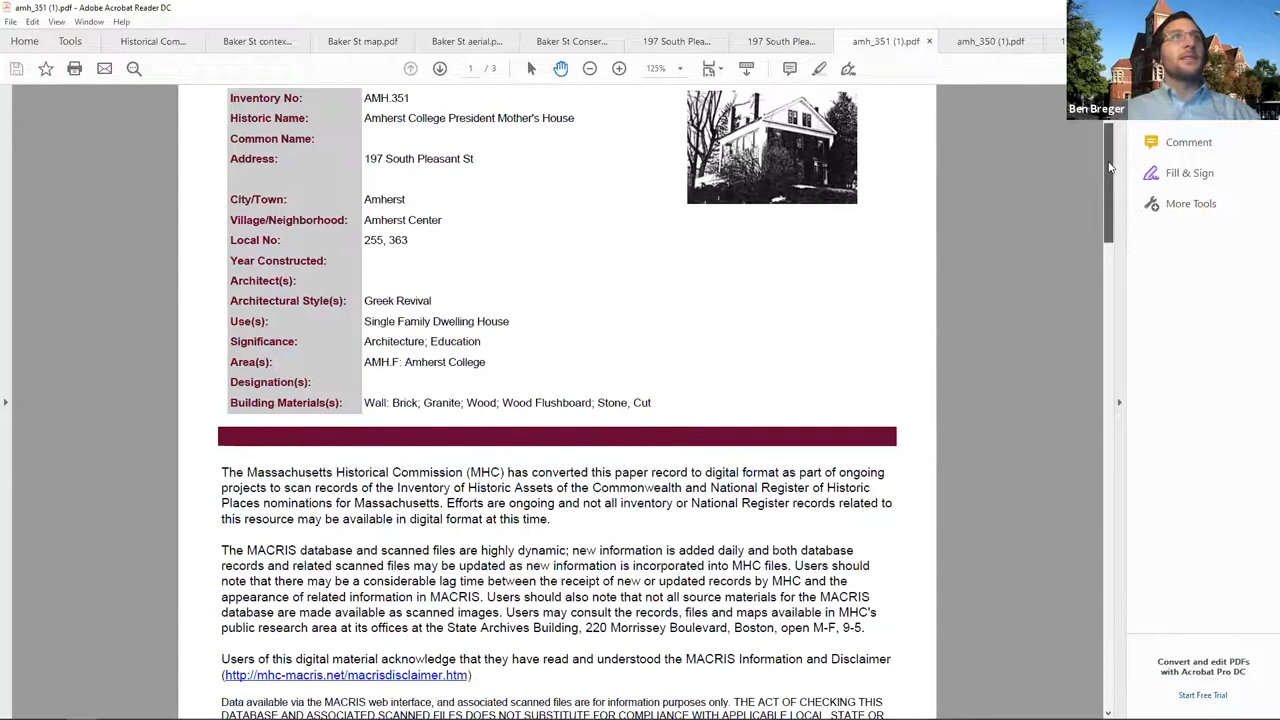 amh_351 (1).pdf - Adobe Acrobat Reader DC
File Edit View Window Help
Home Tools Historical Com... Baker St contex... Baker St map.pdf Baker St aerial.p... Baker St Conser... 197 South Plea... 197 South Plea... amh_351 (1).pdf × amh_350 (1).pdf
1 / 3 125%
Ben Breger
Inventory No: AMH.351
Historic Name: Amherst College President Mother's House
Common Name:
Address: 197 South Pleasant St
City/Town: Amherst
Village/Neighborhood: Amherst Center
Local No: 255, 363
Year Constructed:
Architect(s):
Architectural Style(s): Greek Revival
Use(s): Single Family Dwelling House
Significance: Architecture; Education
Area(s): AMH.F: Amherst College
Designation(s):
Building Materials(s): Wall: Brick; Granite; Wood; Wood Flushboard; Stone, Cut
The Massachusetts Historical Commission (MHC) has converted this paper record to digital format as part of ongoing
projects to scan records of the Inventory of Historic Assets of the Commonwealth and National Register of Historic
Places nominations for Massachusetts. Efforts are ongoing and not all inventory or National Register records related to
this resource may be available in digital format at this time.
The MACRIS database and scanned files are highly dynamic; new information is added daily and both database
records and related scanned files may be updated as new information is incorporated into MHC files. Users should
note that there may be a considerable lag time between the receipt of new or updated records by MHC and the
appearance of related information in MACRIS. Users should also note that not all source materials for the MACRIS
database are made available as scanned images. Users may consult the records, files and maps available in MHC's
public research area at its offices at the State Archives Building, 220 Morrissey Boulevard, Boston, open M-F, 9-5.
Users of this digital material acknowledge that they have read and understood the MACRIS Information and Disclaimer
(http://mhc-macris.net/macrisdisclaimer.htm)
Data available via the MACRIS web interface, and associated scanned files are for information purposes only. THE ACT OF CHECKING THIS
DATABASE AND ASSOCIATED SCANNED FILES DOES NOT SUBSTITUTE FOR COMPLIANCE WITH APPLICABLE LOCAL, STATE OR
Comment
Fill & Sign
More Tools
Convert and edit PDFs
with Acrobat Pro DC
Start Free Trial